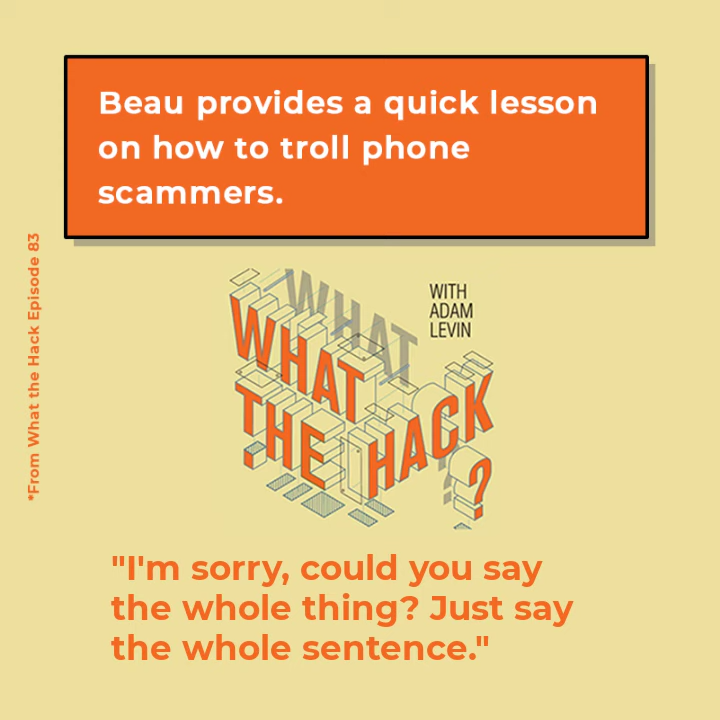 Beau provides a quick lesson
on how to troll phone
scammers.
*From What the Hack Episode 83
WHAT
WITH
ADAM
LEVIN
WHAT
THE HACK
?
"I'm sorry, could you say
the whole thing? Just say
the whole sentence."